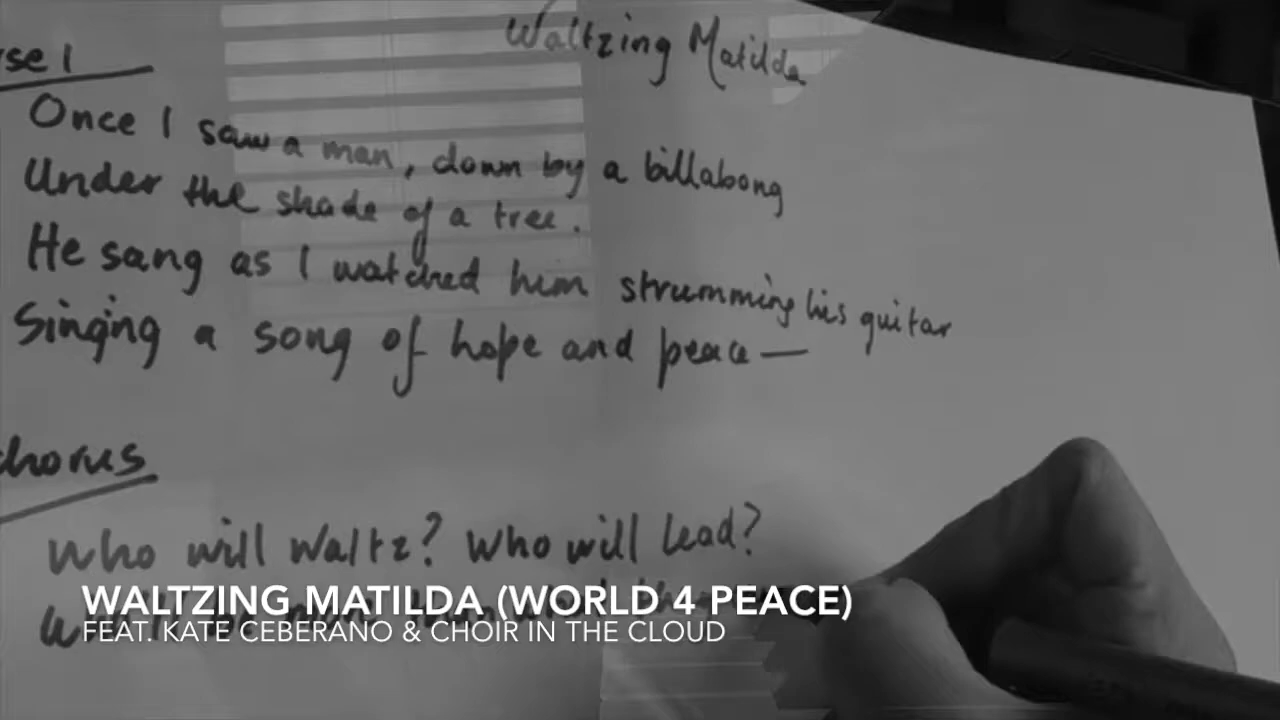 Waltzing Matilda
se 1
Once I saw a man, down by a billabong
Under the shade of a tree.
He sang as I watched him strumming his guitar
Singing a song of hope and peace —
chorus
Who will waltz? Who will lead?
WALTZING MATILDA (WORLD 4 PEACE)
FEAT. KATE CEBERANO & CHOIR IN THE CLOUD